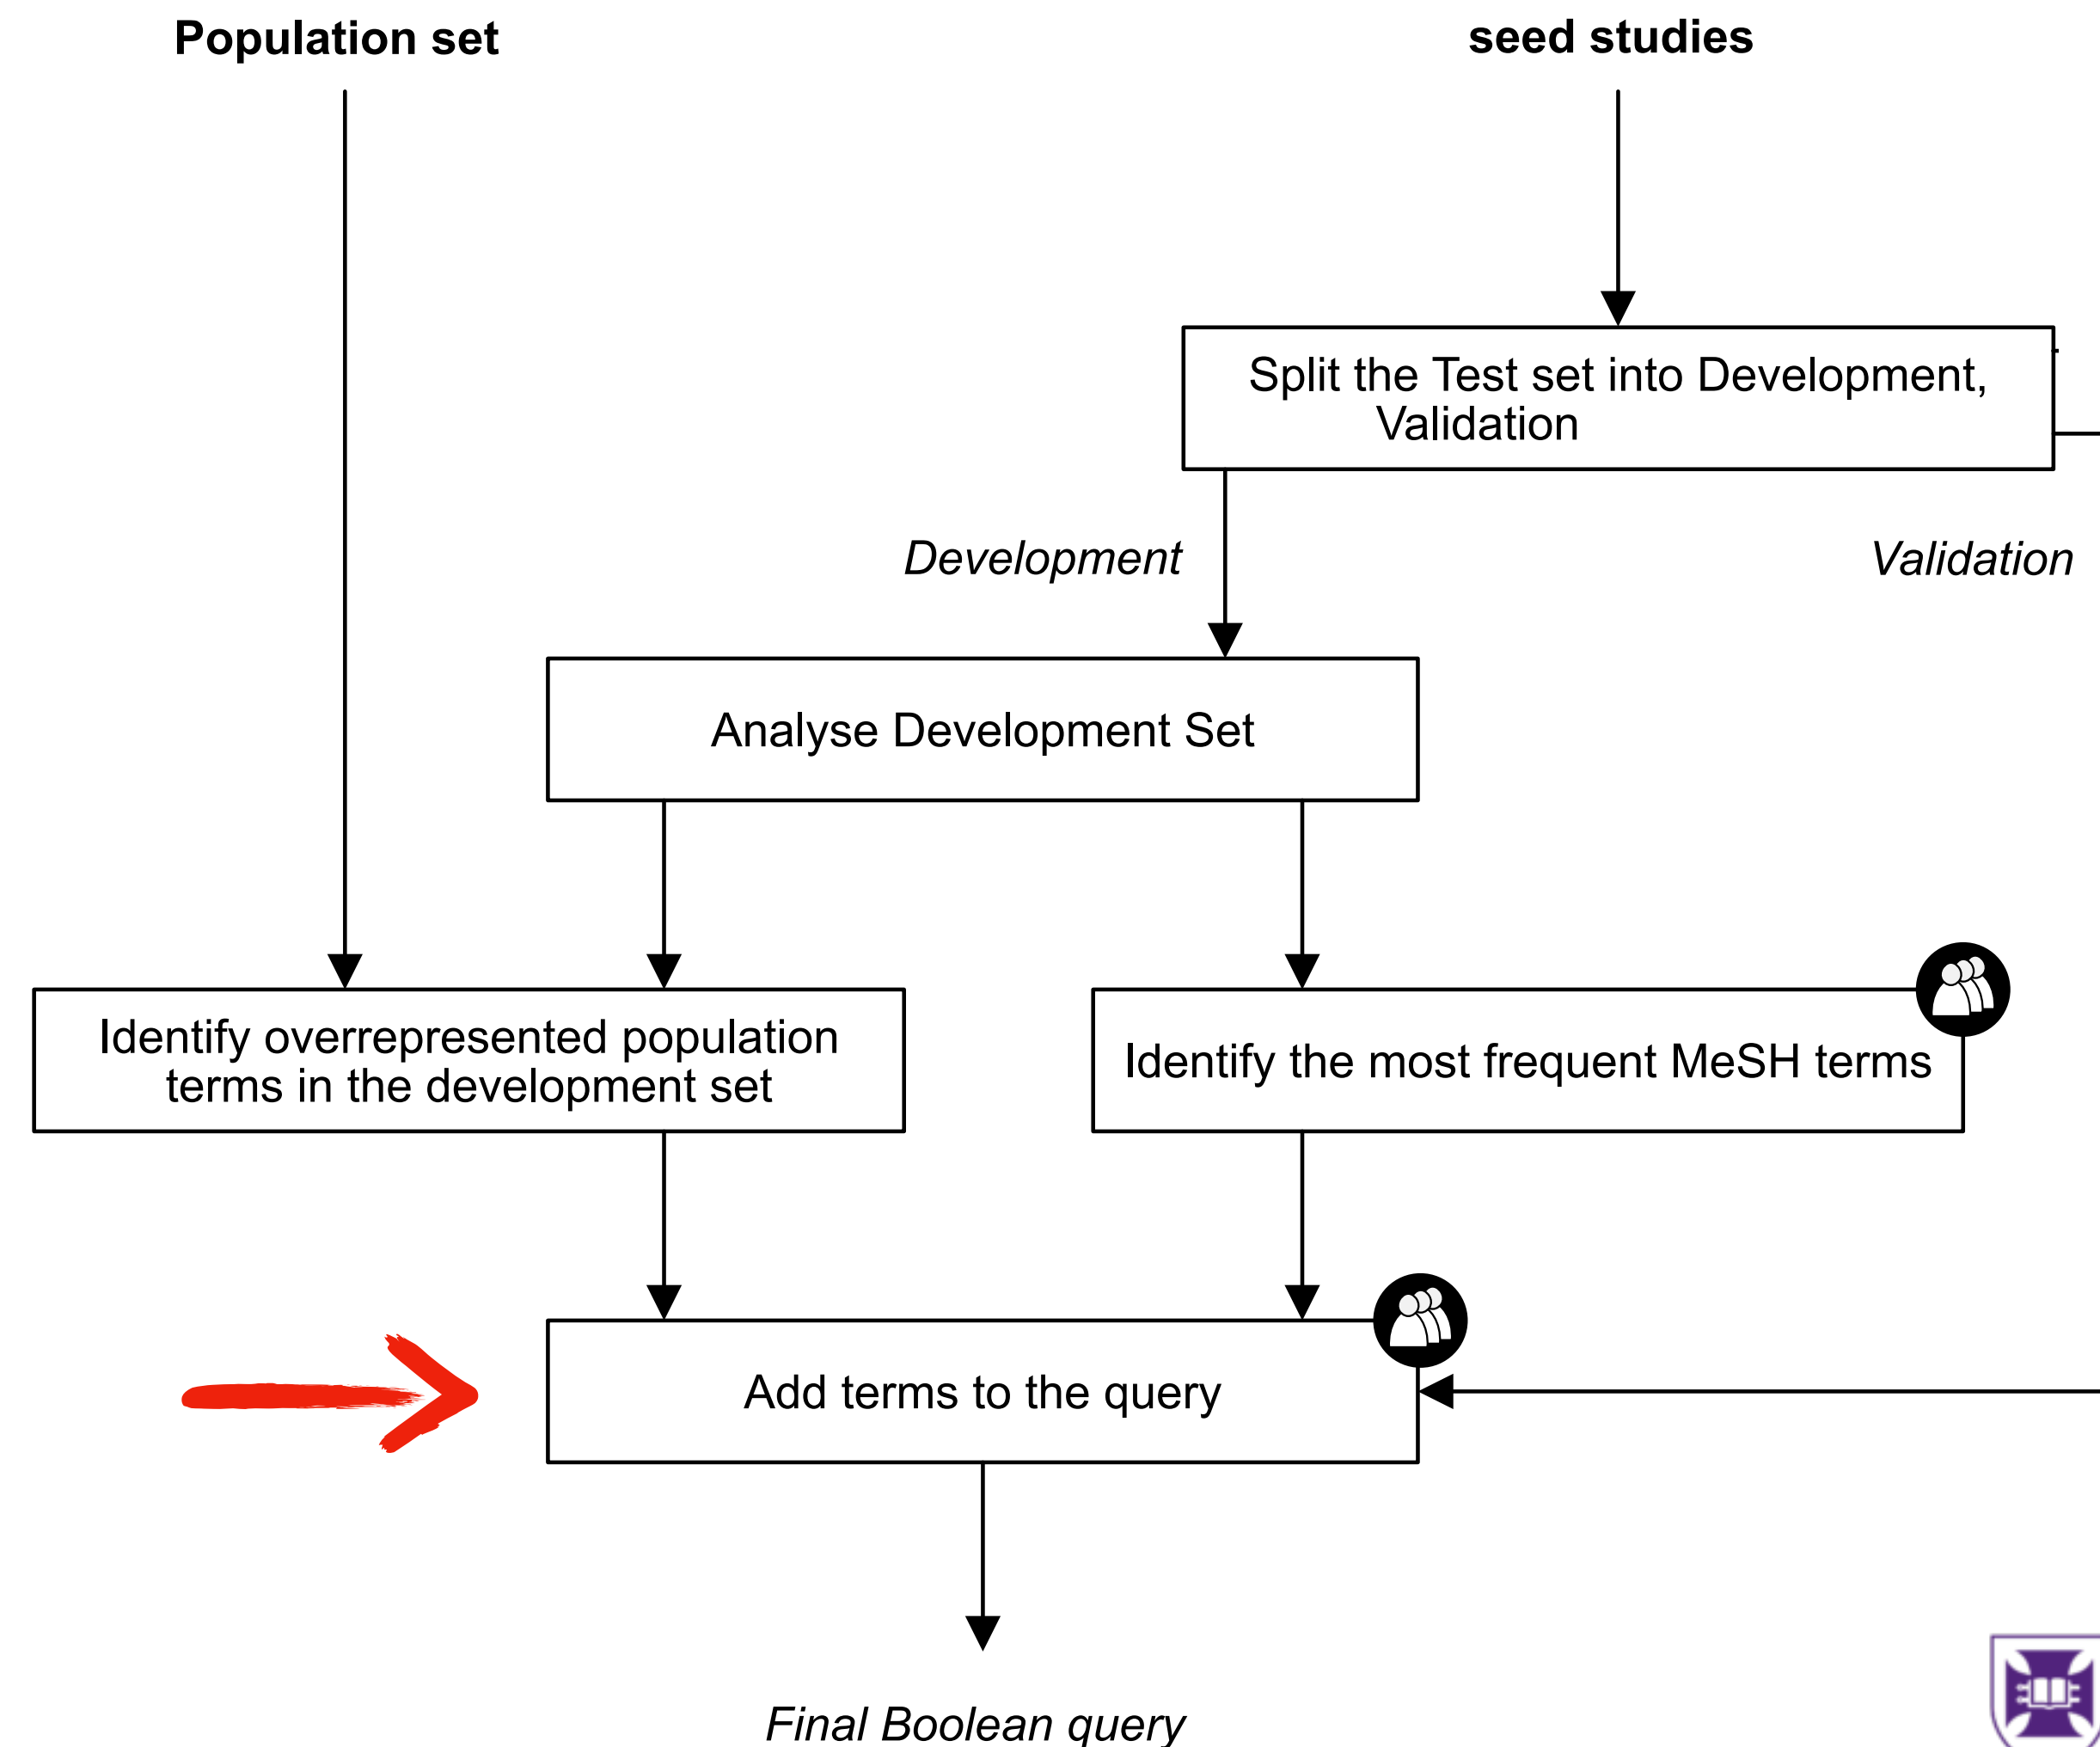 Population set
seed studies
Split the Test set into Development,
Validation
Development
Validation
Analyse Development Set
Identify overrepresented population
terms in the development set
Identify the most frequent MeSH terms
Add terms to the query
Final Boolean query